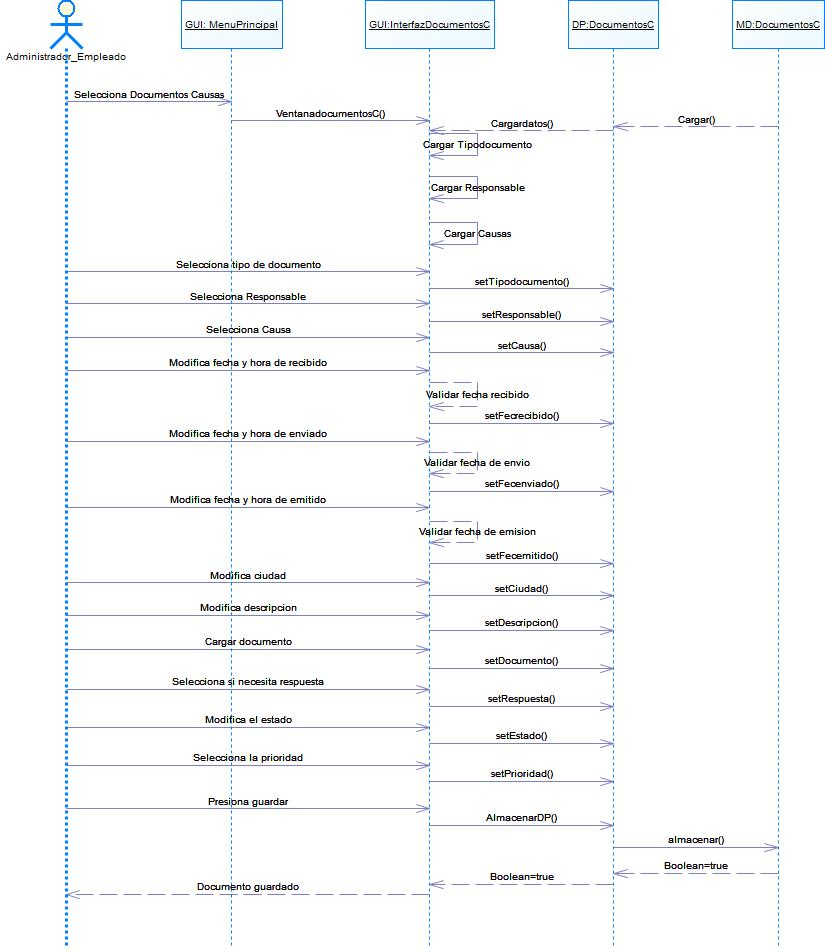 GUI: MenuPrincipal
GUI:InterfazDocumentosC
DP:DocumentosC
MD:DocumentosC
Administrador_Empleado
Selecciona Documentos Causas
VentanadocumentosC()
Cargardatos()
Cargar()
Cargar Tipodocumento
Cargar Responsable
Cargar Causas
Selecciona tipo de documento
setTipodocumento()
Selecciona Responsable
setResponsable()
Selecciona Causa
setCausa()
Modifica fecha y hora de recibido
Validar fecha recibido
setFecrecibido()
Modifica fecha y hora de enviado
Validar fecha de envio
setFecenviado()
Modifica fecha y hora de emitido
Validar fecha de emision
setFecemitido()
Modifica ciudad
setCiudad()
Modifica descripcion
setDescripcion()
Cargar documento
setDocumento()
Selecciona si necesita respuesta
setRespuesta()
Modifica el estado
setEstado()
Selecciona la prioridad
setPrioridad()
Presiona guardar
AlmacenarDP()
almacenar()
Boolean=true
Boolean=true
Documento guardado